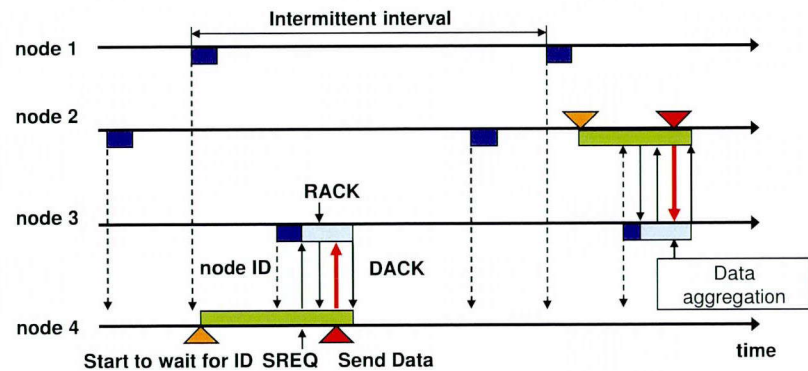 Intermittent interval
node 1
node 2
RACK
node 3
node ID
DACK
Data
aggregation
node 4
time
Start to wait for ID SREQ Send Data